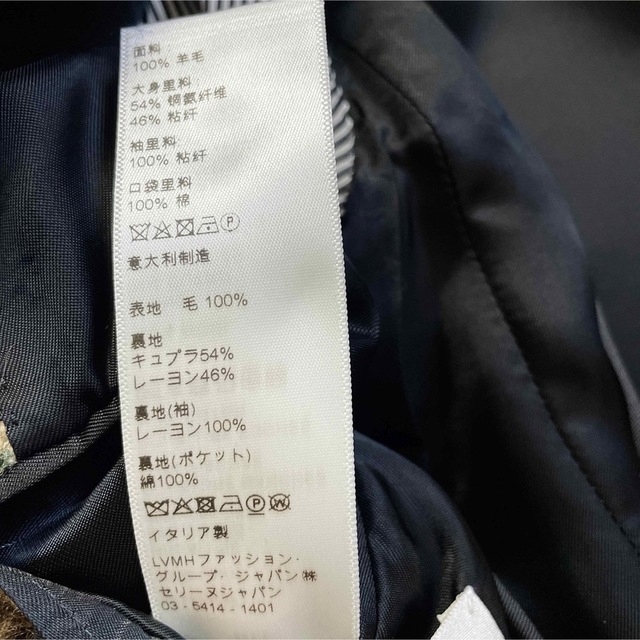 面料:
100% 羊毛
大身里料:
54% 铜氨纤维
46% 粘纤
袖里料:
100% 粘纤
口袋里料:
100% 棉
意大利制造
表地 毛 100%
裏地
キュプラ54%
レーヨン46%
裏地(袖)
レーヨン100%
裏地(ポケット)
綿100%
イタリア製
LVMHファッション・
グループ・ジャパン㈱
セリーヌジャパン
03-5414-1401